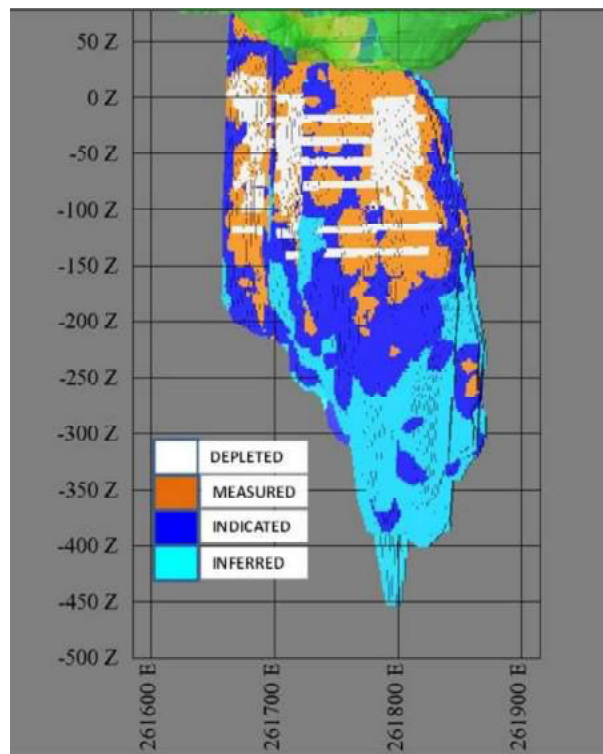 50 Z
0 Z
-50 Z
-100 Z
-150 Z
-200 Z
-250 Z
-300 Z
-350 Z
-400 Z
-450 Z
-500 Z
DEPLETED
MEASURED
INDICATED
INFERRED
261600 E
261700 E
261800 E
261900 E